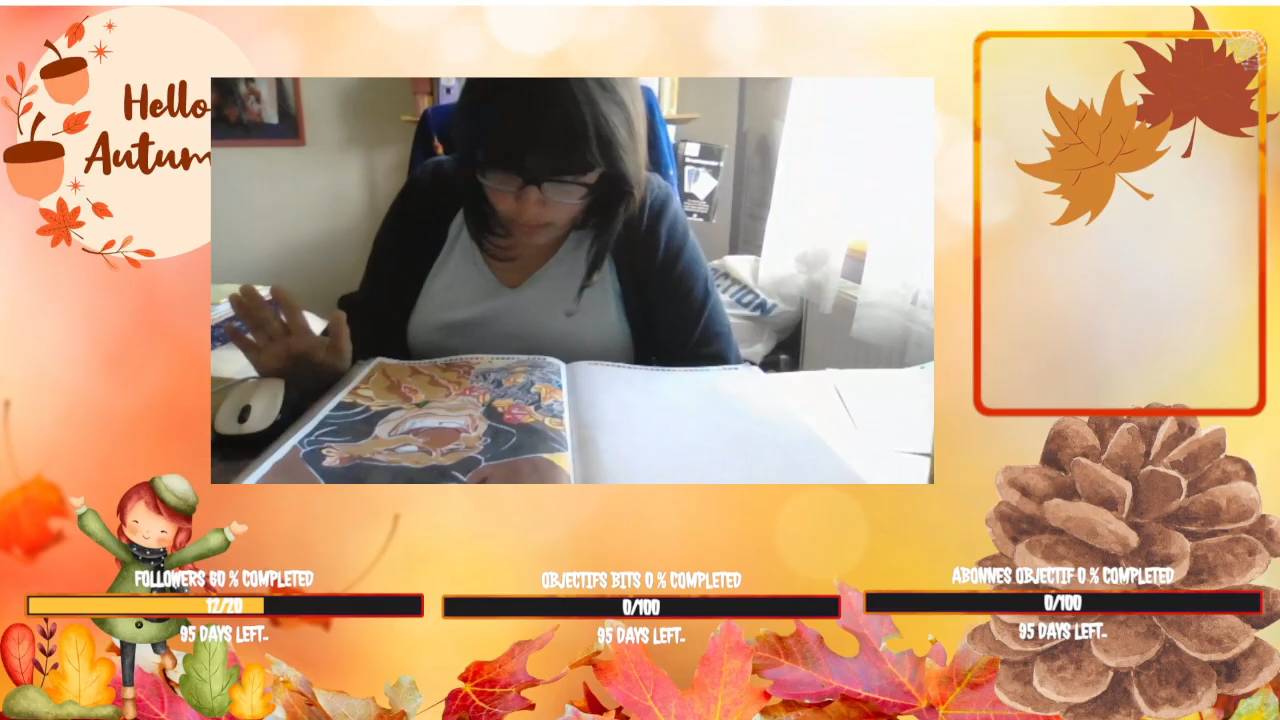 Hello
Autum
CTION
FOLLOWERS 60 % COMPLETED
12/20
95 DAYS LEFT-
OBJECTIFS BITS 0 % COMPLETED
0/100
95 DAYS LEFT-
ABONNES OBJECTIF 0 % COMPLETED
0/100
95 DAYS LEFT-